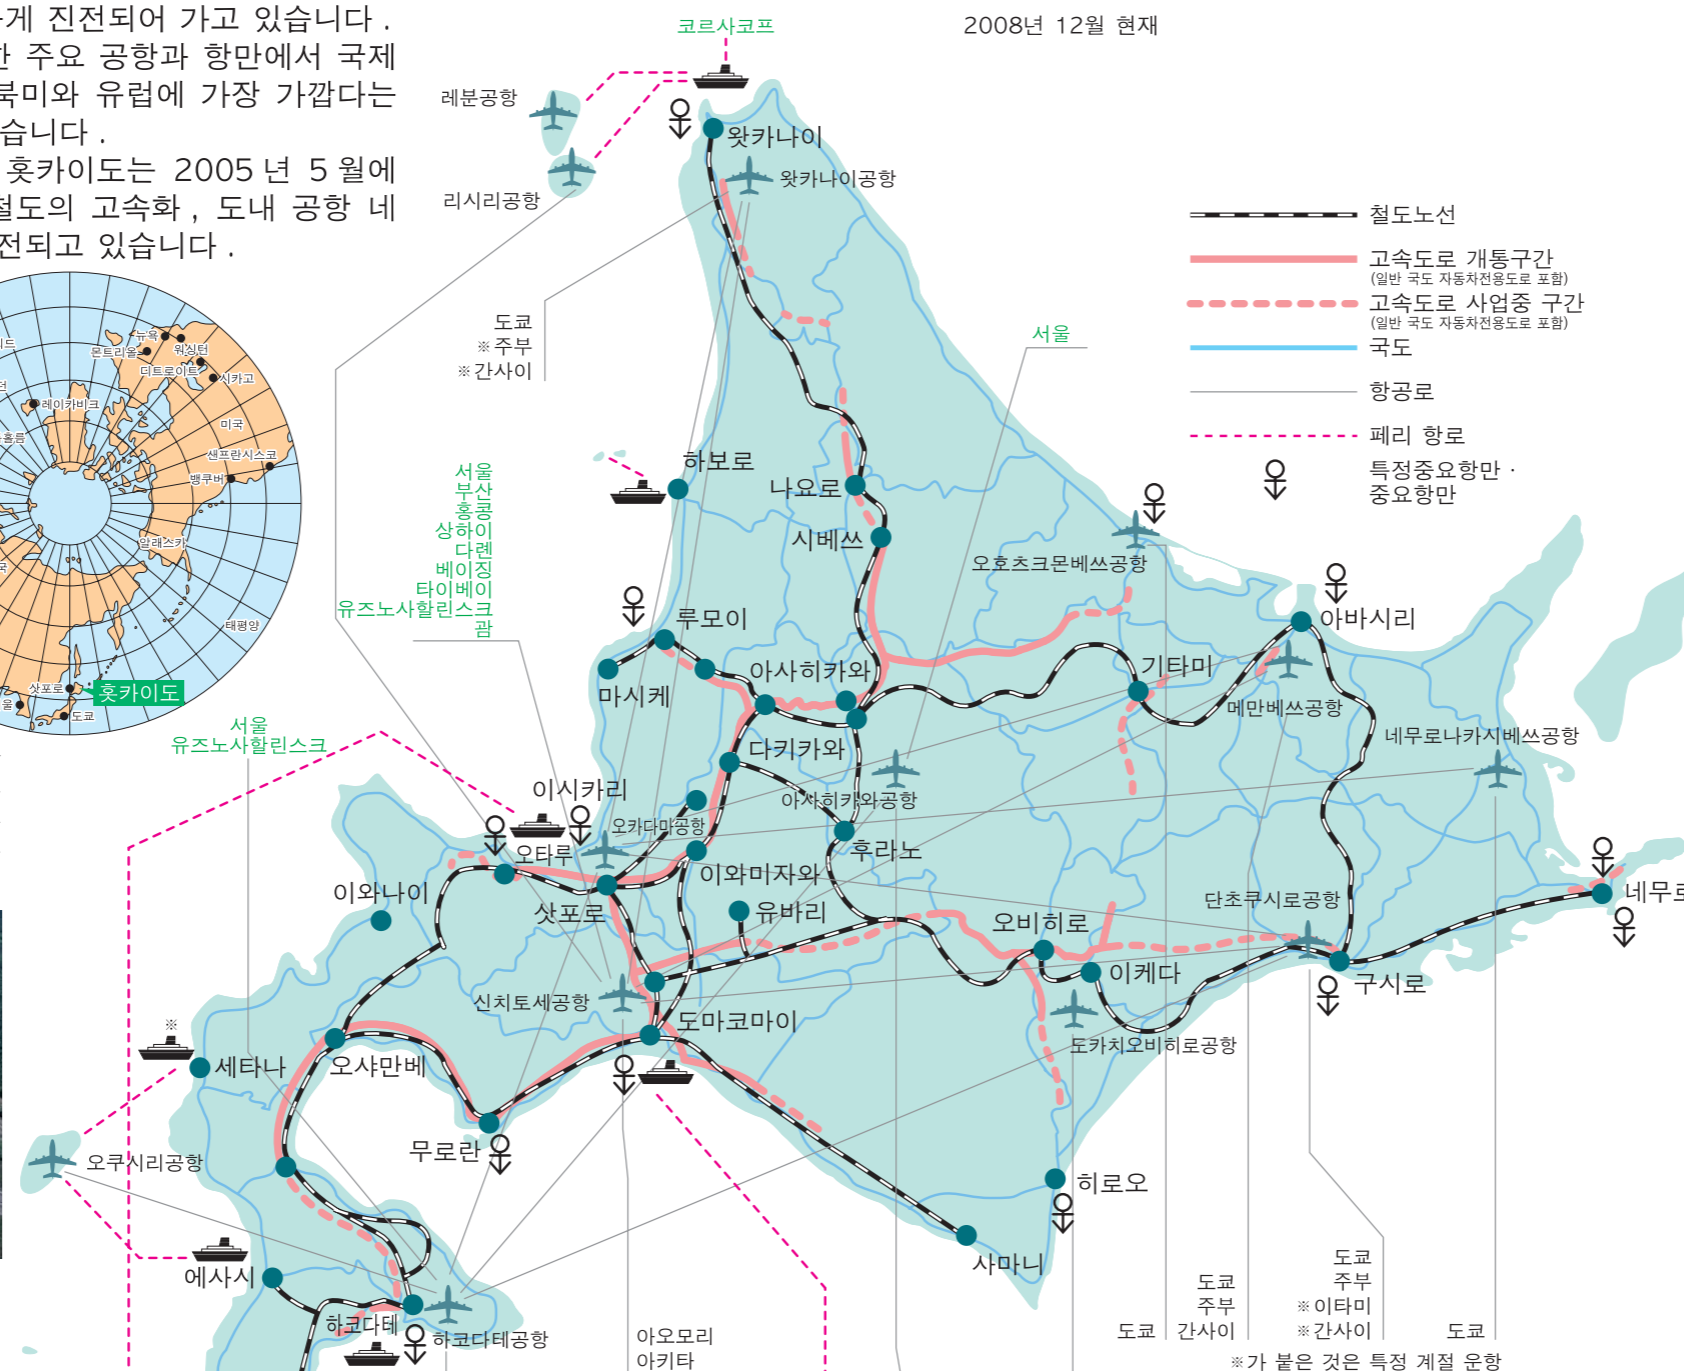 게 진전되어 가고 있습니다 .
주요 공항과 항만에서 국제
북미와 유럽에 가장 가깝다는
습니다 .
홋카이도는 2005 년 5 월에
철도의 고속화 , 도내 공항 네
전되고 있습니다 .
2008년 12월 현재
코르사코프
레분공항
리시리공항
왓카나이
왓카나이공항
철도노선
고속도로 개통구간
(일반 국도 자동차전용도로 포함)
고속도로 사업중 구간
(일반 국도 자동차전용도로 포함)
국도
항공로
페리 항로
특정중요항만 ·
중요항만
도쿄
※주부
※간사이
서울
뉴욕
몬트리올
워싱턴
디트로이트
시카고
레이카비크
미국
샌프란시스코
뱅쿠버
알래스카
태평양
삿포로
홋카이도
도쿄
하보로
나요로
시베쓰
서울
부산
홍콩
상하이
다롄
베이징
타이베이
유즈노사할린스크
괌
오호츠크몬베쓰공항
루모이
마시케
아사히카와
기타미
아바시리
메만베쓰공항
네무로나카시베쓰공항
서울
유즈노사할린스크
다키카와
이시카리
아사히카와공항
오카다마공항
오타루
후라노
이와나이
이와미자와
삿포로
유바리
오비히로
단초쿠시로공항
네무로
신치토세공항
이케다
구시로
도마코마이
도카치오비히로공항
※
세타나
오샤만베
무로란
오쿠시리공항
히로오
사마니
에사시
하코다테
하코다테공항
아오모리
아키타
도쿄
도쿄
주부
간사이
도쿄
주부
※이타미
※간사이
도쿄
※가 붙은 것은 특정 계절 운항